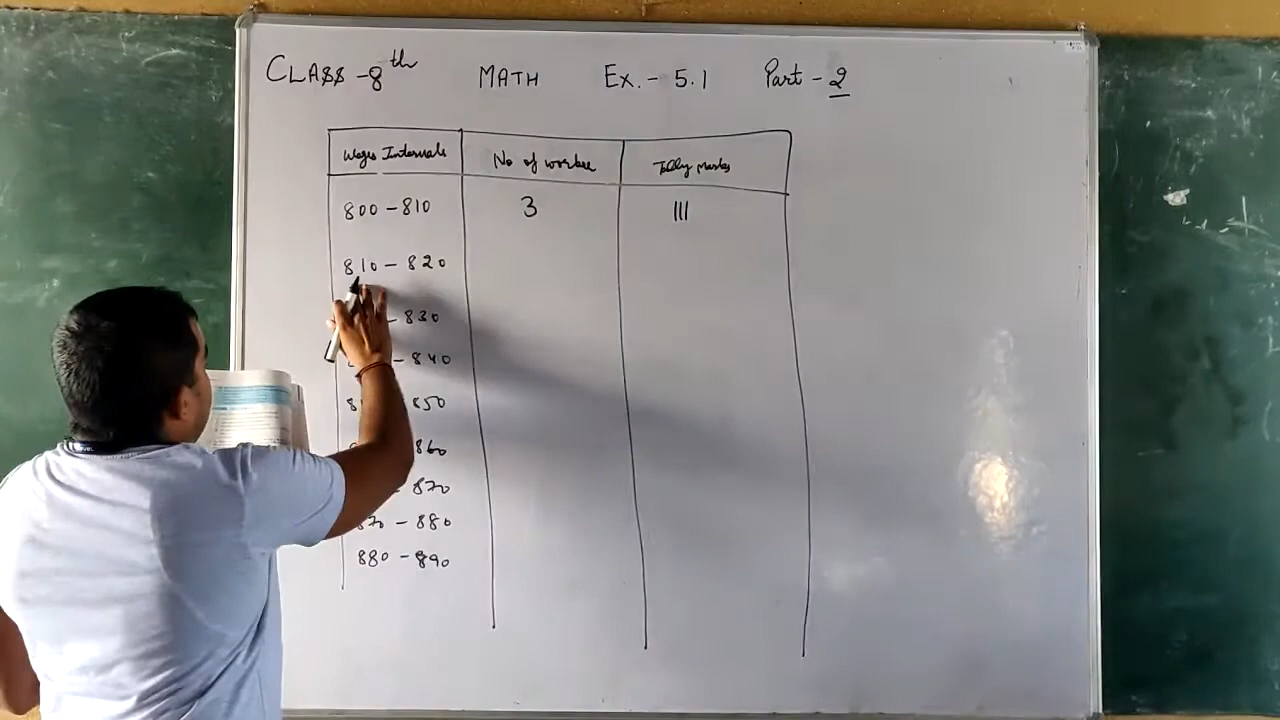 CLASS - 8th MATH Ex. - 5.1 Part - 2
Wages Intervals No of worker Tally marks
800 - 810 3 |||
810 - 820
- 830
- 840
850
860
- 870
870 - 880
880 - 890